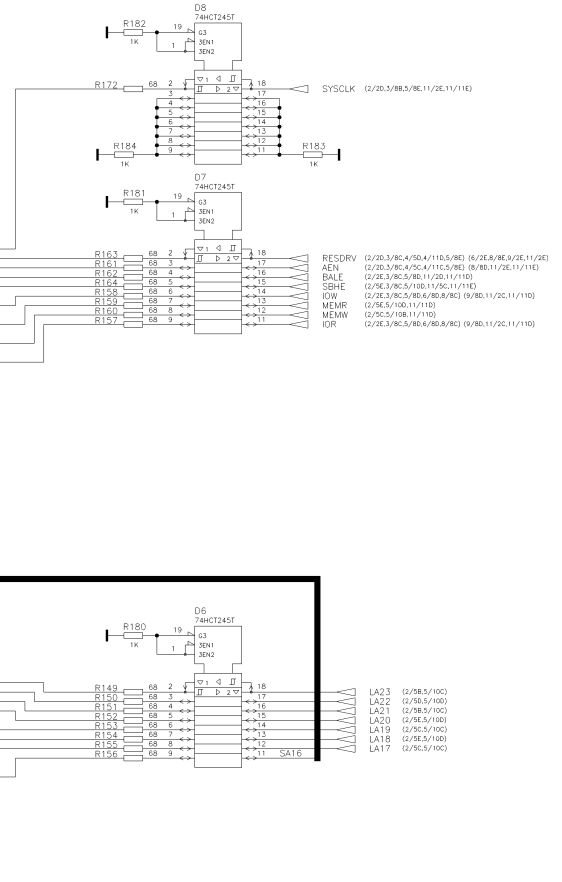 D8
74HCT245T
R182
1K
19
1
G3
3EN1
3EN2
R172 68 2 1 2 18 SYSCLK (2/2D,3/8B,5/8E,11/2E,11/11E)
3 17
4 16
5 15
6 14
7 13
8 12
9 11
R184
1K
R183
1K
D7
74HCT245T
R181
1K
19
1
G3
3EN1
3EN2
R163 68 2 1 2 18 RESDRV (2/2D,3/8C,4/5D,4/11D,5/8E) (6/2E,8/8E,9/2E,11/2E)
R161 68 3 17 AEN (2/2D,3/8C,4/5C,4/11C,5/8E) (8/8D,11/2E,11/11E)
R162 68 4 16 BALE (2/2E,3/8C,5/8D,11/2D,11/11D)
R164 68 5 15 SBHE (2/5E,3/8C,5/10D,11/5C,11/11E)
R158 68 6 14 IOW (2/2E,3/8C,5/8D,6/8D,8/8C) (9/8D,11/2C,11/11D)
R159 68 7 13 MEMR (2/5E,5/10D,11/11D)
R160 68 8 12 MEMW (2/5C,5/10B,11/11D)
R157 68 9 11 IOR (2/2E,3/8C,5/8D,6/8D,8/8C) (9/8D,11/2C,11/11D)
D6
74HCT245T
R180
1K
19
1
G3
3EN1
3EN2
R149 68 2 1 2 18 LA23 (2/5B,5/10C)
R150 68 3 17 LA22 (2/5D,5/10D)
R151 68 4 16 LA21 (2/5B,5/10C)
R152 68 5 15 LA20 (2/5E,5/10D)
R153 68 6 14 LA19 (2/5C,5/10C)
R154 68 7 13 LA18 (2/5E,5/10D)
R155 68 8 12 LA17 (2/5C,5/10C)
R156 68 9 11 SA16